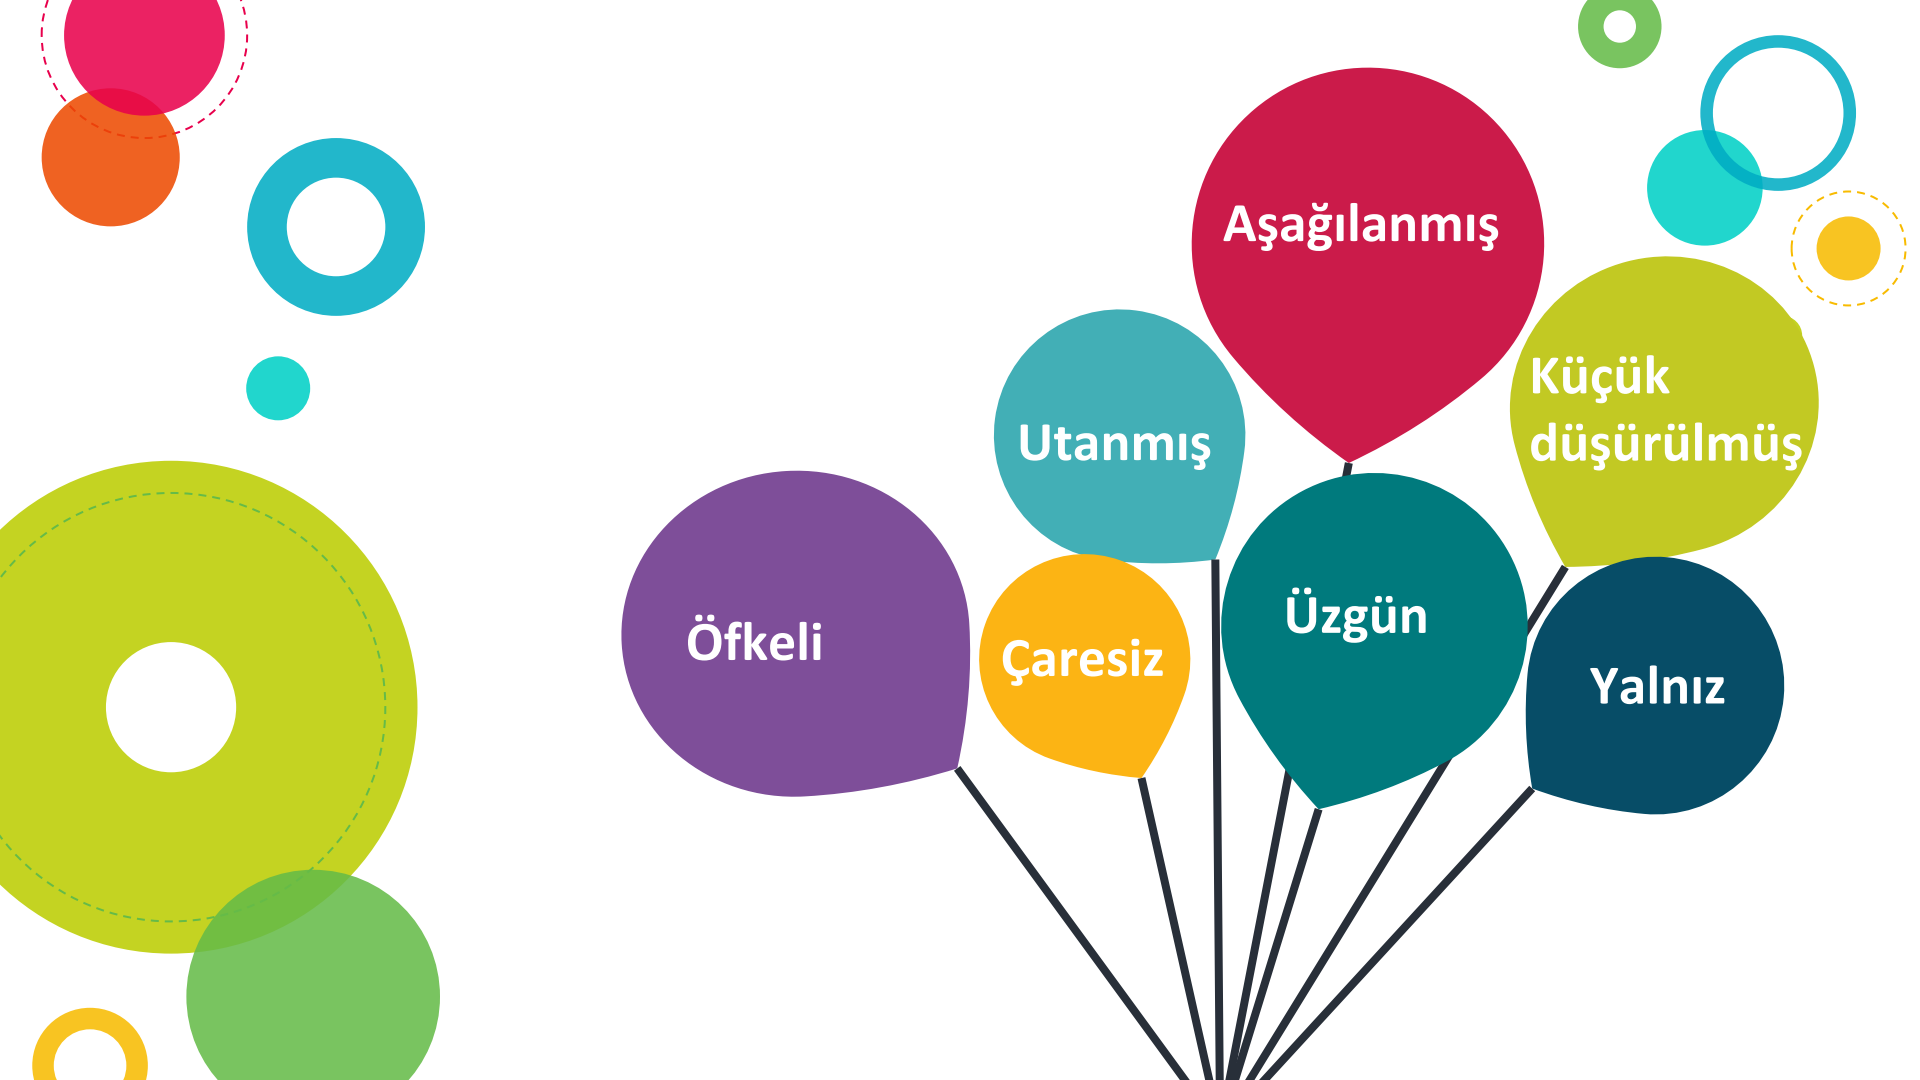 Aşağılanmış
Küçük
düşürülmüş
Utanmış
Öfkeli
Çaresiz
Üzgün
Yalnız